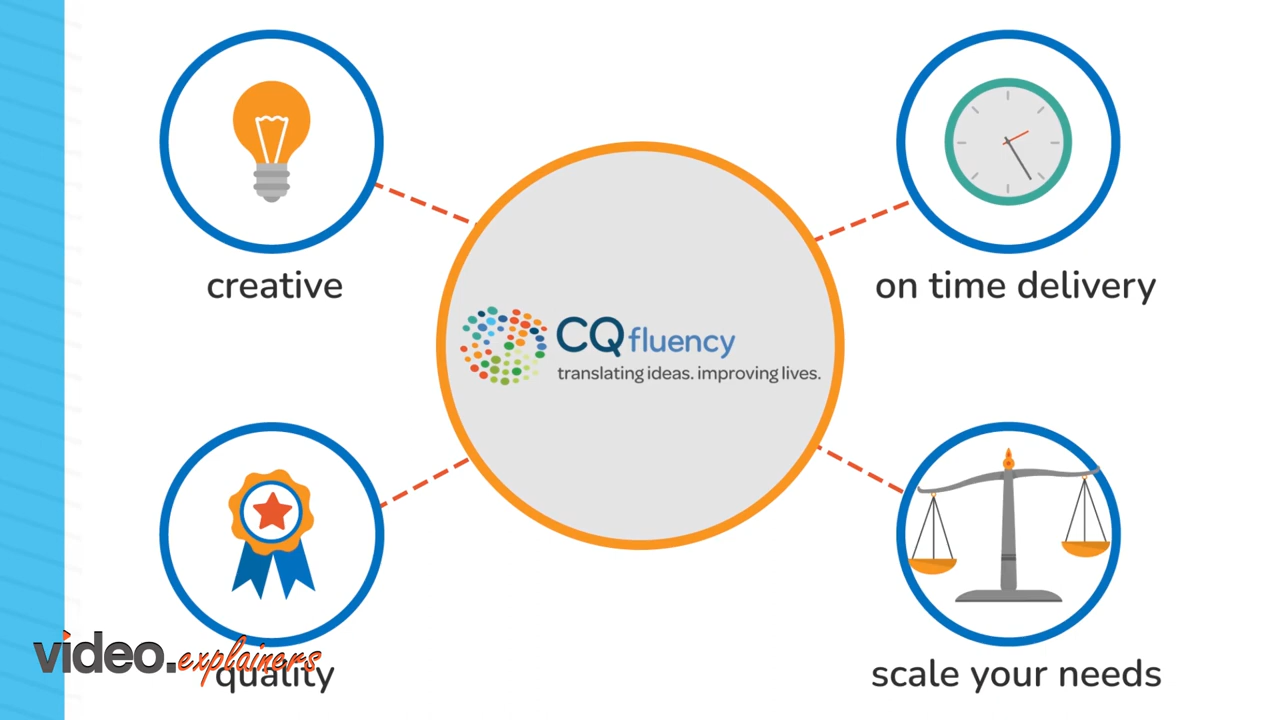 creative
on time delivery
CQ fluency
translating ideas. improving lives.
video.explainers
quality
scale your needs